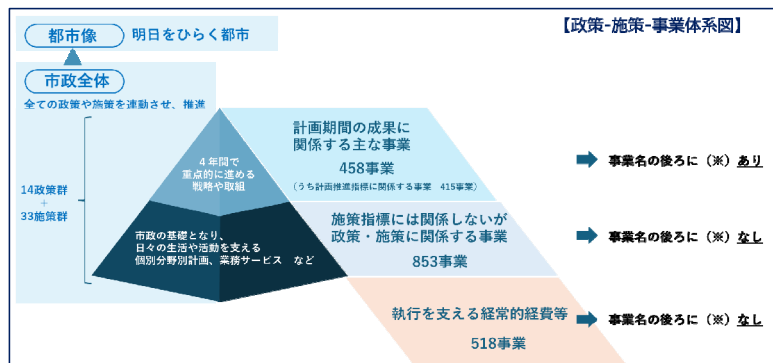 【政策-施策-事業体系図】
都市像
明日をひらく都市
市政全体
全ての政策や施策を連動させ、推進
14政策群
+
33施策群
4年間で
重点的に進める
戦略や取組
市政の基礎となり、
日々の生活や活動を支える
個別分野別計画、業務サービス など
計画期間の成果に
関係する主な事業
458事業
（うち計画推進指標に関係する事業 415事業）
事業名の後ろに（※）あり
施策指標には関係しないが
政策・施策に関係する事業
853事業
事業名の後ろに（※）なし
執行を支える経常的経費等
518事業
事業名の後ろに（※）なし